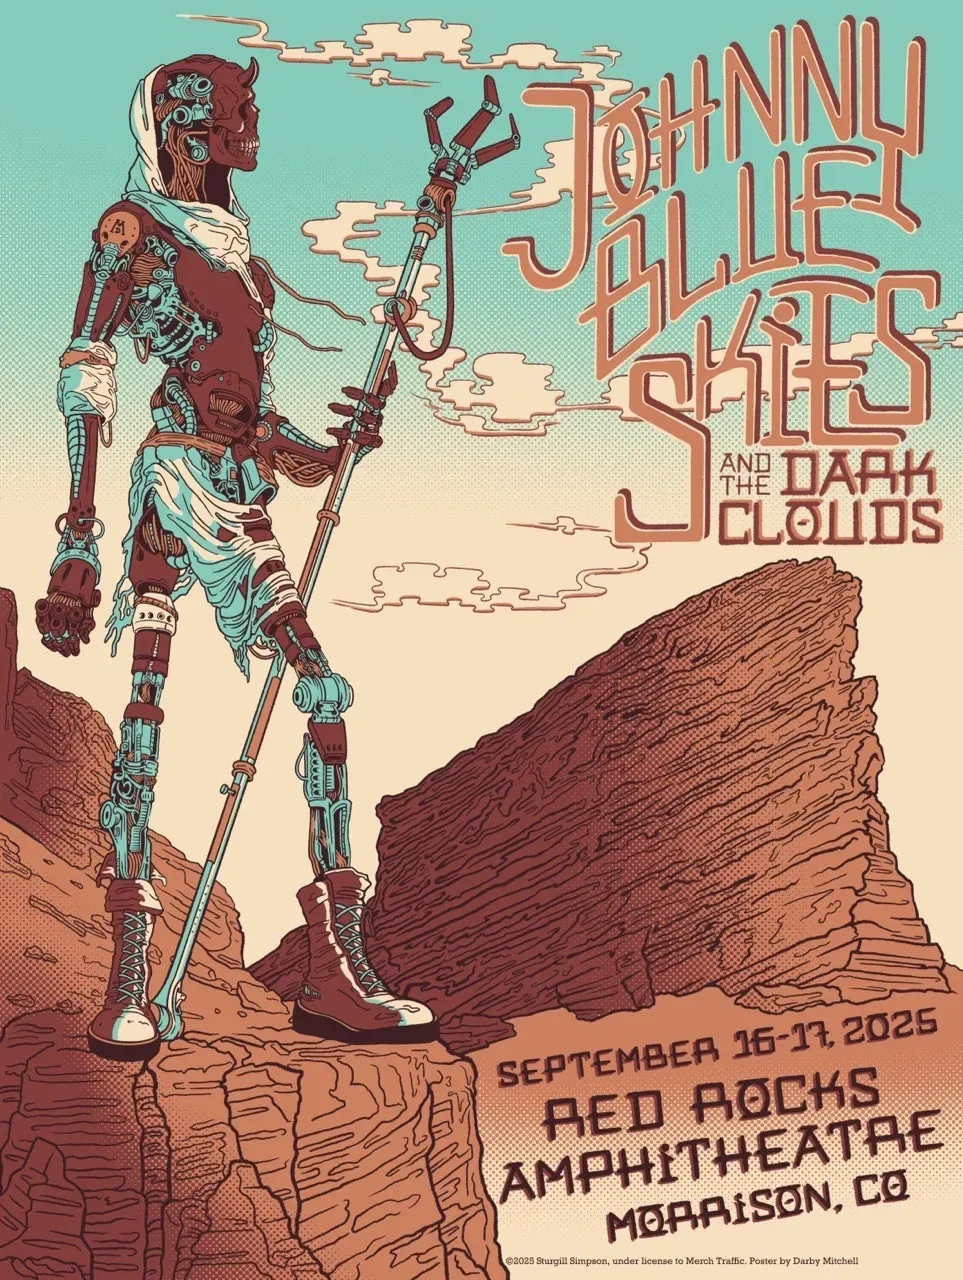 JOHNNY
BLUE
SKIES
AND THE DARK
CLOUDS
M
SEPTEMBER 16-17, 2025
RED ROCKS
AMPHITHEATRE
MORRISON, CO
©2025 Sturgill Simpson, under license to Merch Traffic. Poster by Darby Mitchell